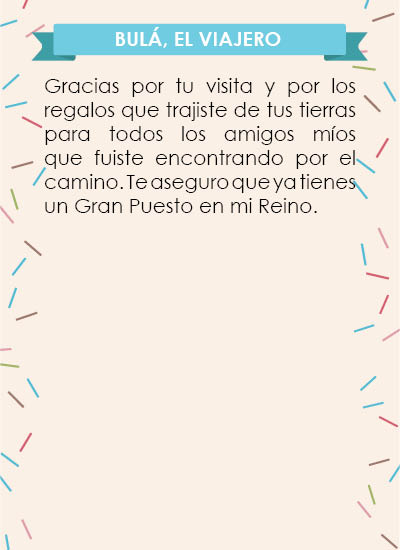 BULÁ, EL VIAJERO
Gracias por tu visita y por los
regalos que trajiste de tus tierras
para todos los amigos míos
que fuiste encontrando por el
camino. Te aseguro que ya tienes
un Gran Puesto en mi Reino.